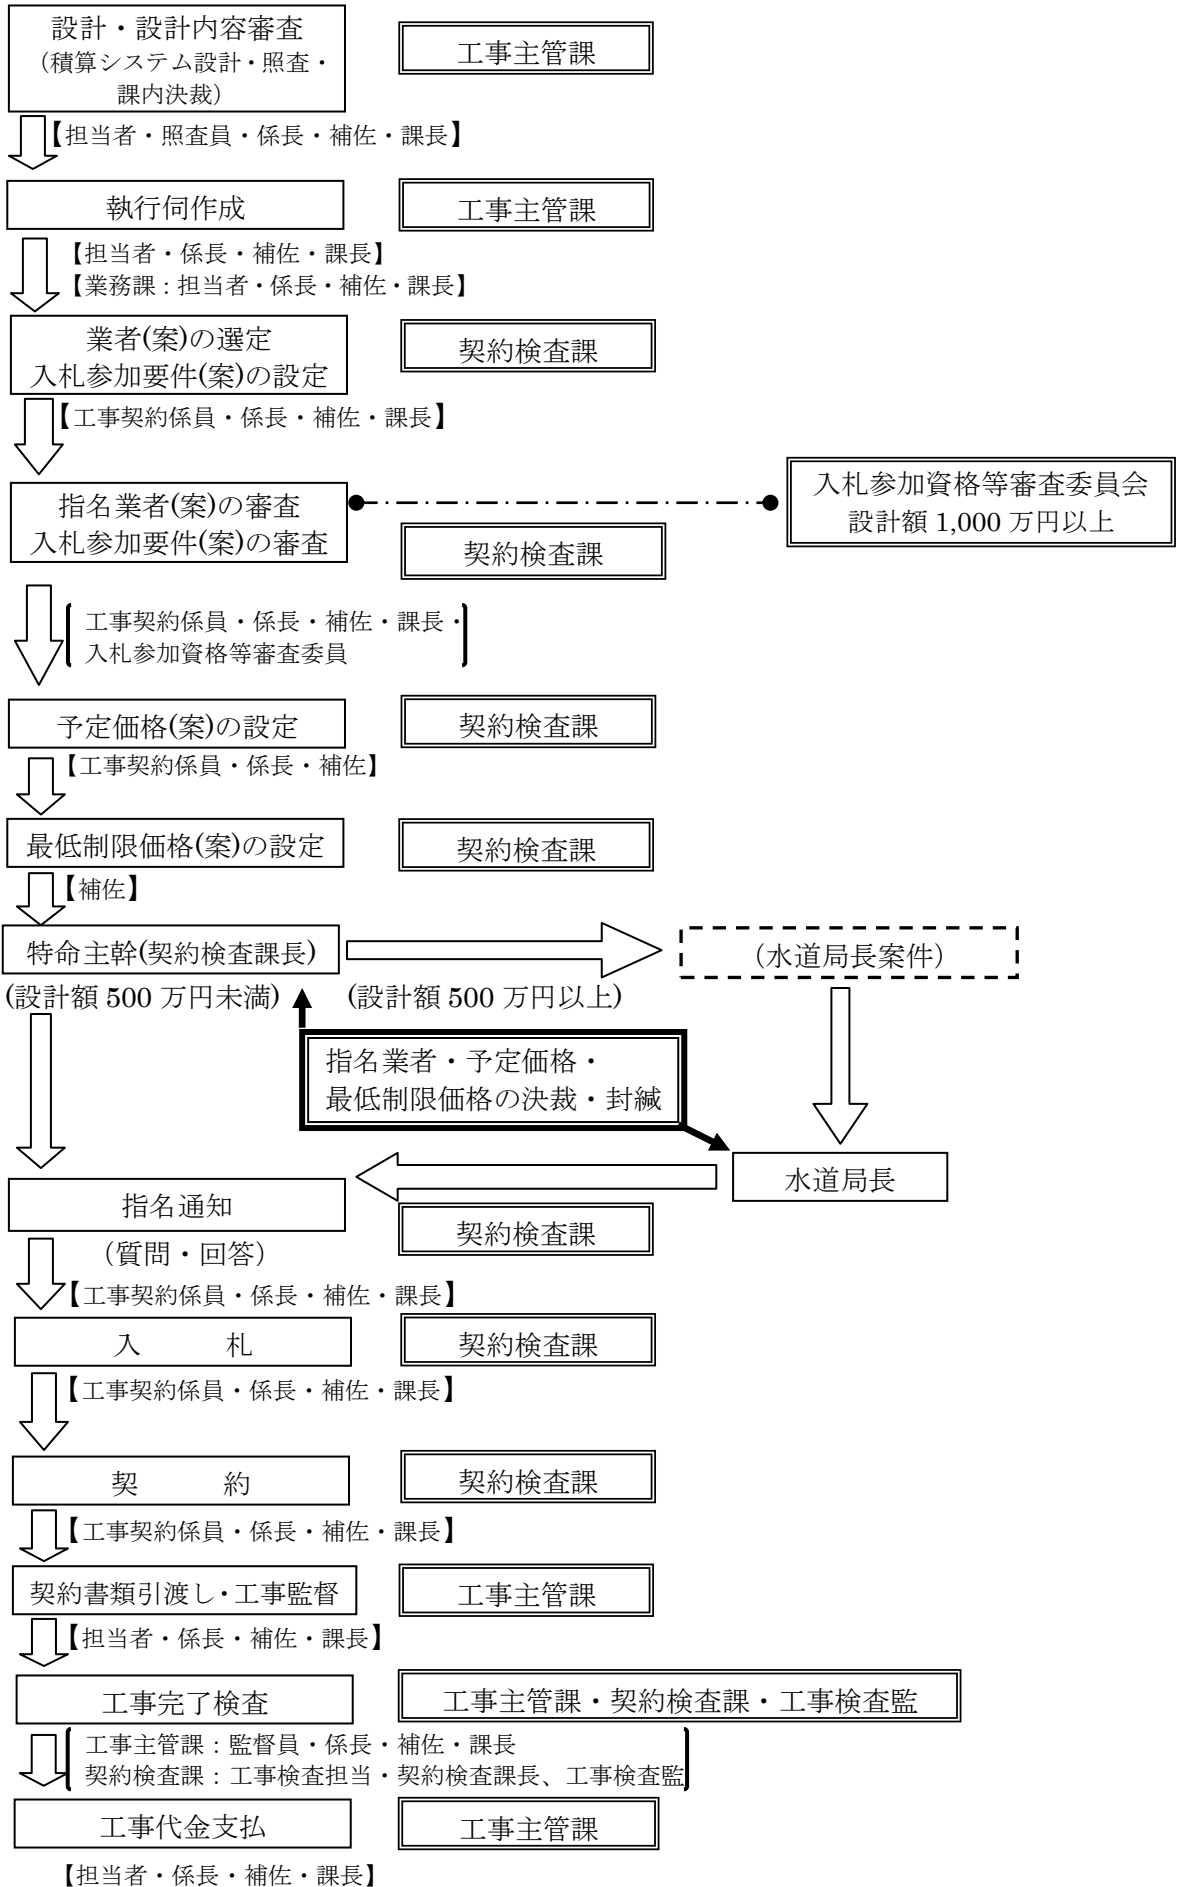 設計・設計内容審査
（積算システム設計・照査・
課内決裁）
工事主管課
【担当者・照査員・係長・補佐・課長】
執行伺作成
工事主管課
【担当者・係長・補佐・課長】
【業務課：担当者・係長・補佐・課長】
業者(案)の選定
入札参加要件(案)の設定
契約検査課
【工事契約係員・係長・補佐・課長】
指名業者(案)の審査
入札参加要件(案)の審査
契約検査課
入札参加資格等審査委員会
設計額 1,000 万円以上
工事契約係員・係長・補佐・課長・
入札参加資格等審査委員
予定価格(案)の設定
契約検査課
【工事契約係員・係長・補佐】
最低制限価格(案)の設定
契約検査課
【補佐】
特命主幹(契約検査課長)
（水道局長案件）
(設計額 500 万円未満)
(設計額 500 万円以上)
指名業者・予定価格・
最低制限価格の決裁・封緘
水道局長
指名通知
契約検査課
（質問・回答）
【工事契約係員・係長・補佐・課長】
入　　　札
契約検査課
【工事契約係員・係長・補佐・課長】
契　　　約
契約検査課
【工事契約係員・係長・補佐・課長】
契約書類引渡し・工事監督
工事主管課
【担当者・係長・補佐・課長】
工事完了検査
工事主管課・契約検査課・工事検査監
工事主管課：監督員・係長・補佐・課長
契約検査課：工事検査担当・契約検査課長、工事検査監
工事代金支払
工事主管課
【担当者・係長・補佐・課長】